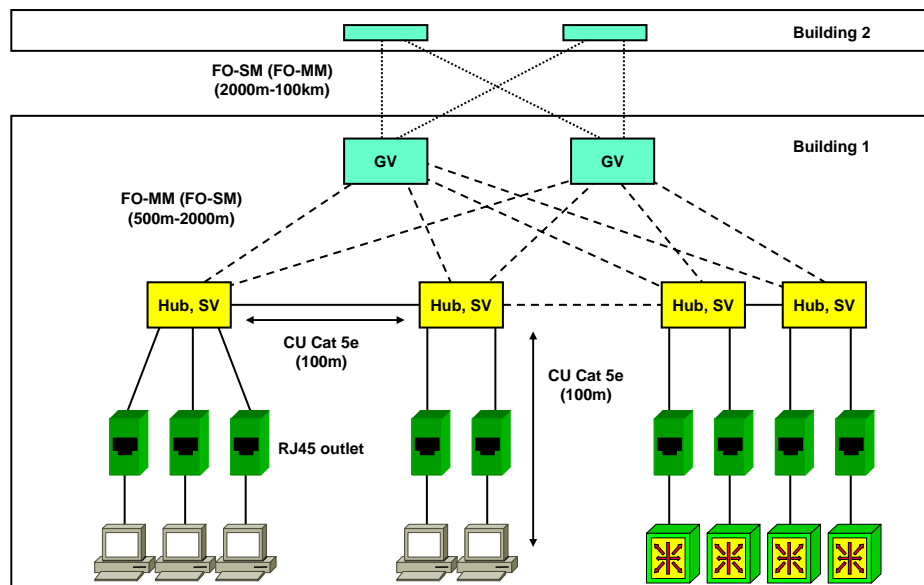 Building 2
FO-SM (FO-MM)
(2000m-100km)
Building 1
GV
GV
FO-MM (FO-SM)
(500m-2000m)
Hub, SV
Hub, SV
Hub, SV
Hub, SV
CU Cat 5e
(100m)
CU Cat 5e
(100m)
RJ45 outlet